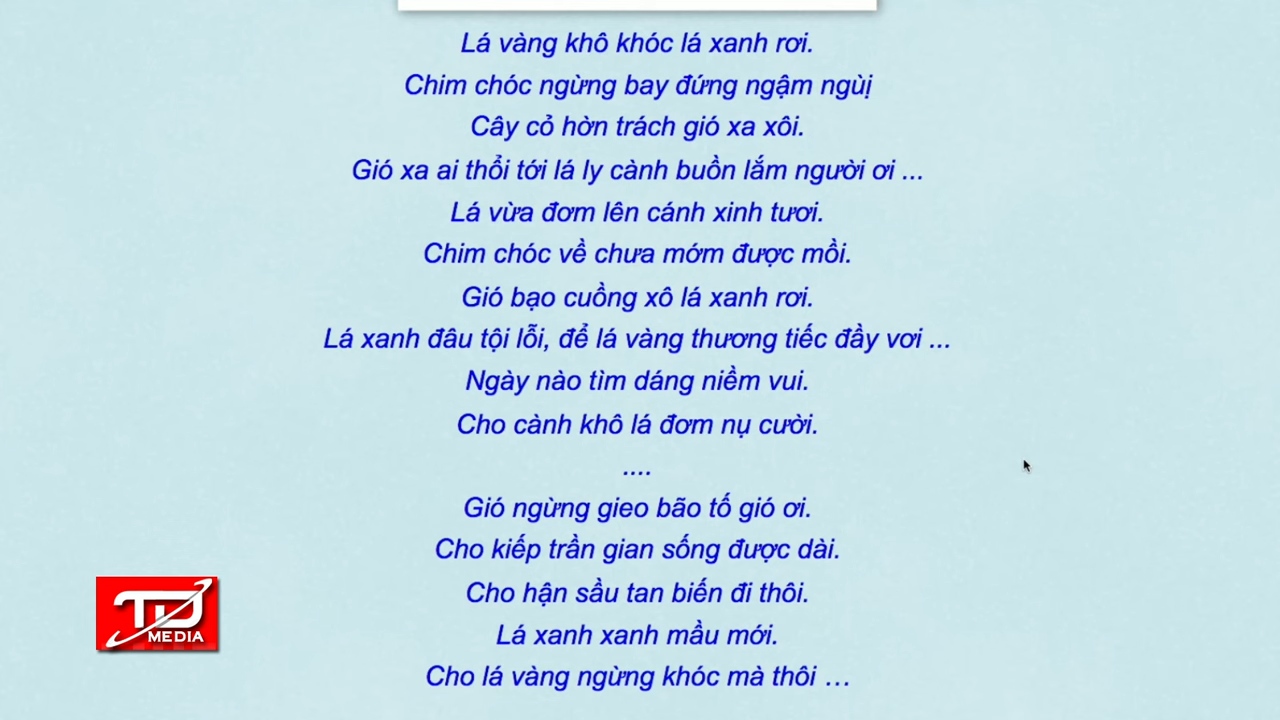 Lá vàng khô khóc lá xanh rơi.
Chim chóc ngừng bay đứng ngậm ngùị
Cây cỏ hờn trách gió xa xôi.
Gió xa ai thổi tới lá ly cành buồn lắm người ơi ...
Lá vừa đơm lên cánh xinh tươi.
Chim chóc về chưa mớm được mồi.
Gió bạo cuồng xô lá xanh rơi.
Lá xanh đâu tội lỗi, để lá vàng thương tiếc đầy vơi ...
Ngày nào tìm dáng niềm vui.
Cho cành khô lá đơm nụ cười.
....
Gió ngừng gieo bão tố gió ơi.
Cho kiếp trần gian sống được dài.
Cho hận sầu tan biến đi thôi.
Lá xanh xanh mầu mới.
Cho lá vàng ngừng khóc mà thôi ...
TD
MEDIA